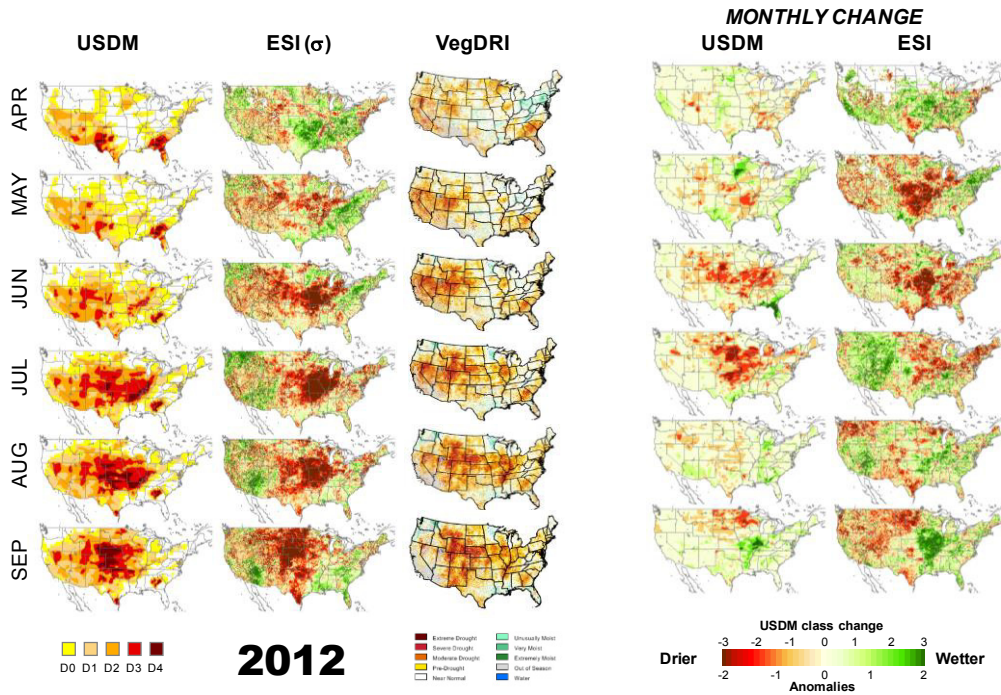 MONTHLY CHANGE
USDM ESI (σ) VegDRI USDM ESI
APR
MAY
JUN
JUL
AUG
SEP
D0 D1 D2 D3 D4
2012
Extreme Drought
Severe Drought
Moderate Drought
Pre-Drought
Near Normal
Unusually Moist
Very Moist
Extremely Moist
Out of Season
Water
USDM class change
-3 -2 -1 0 1 2 3
Drier Wetter
-2 -1 0 1 2
Anomalies